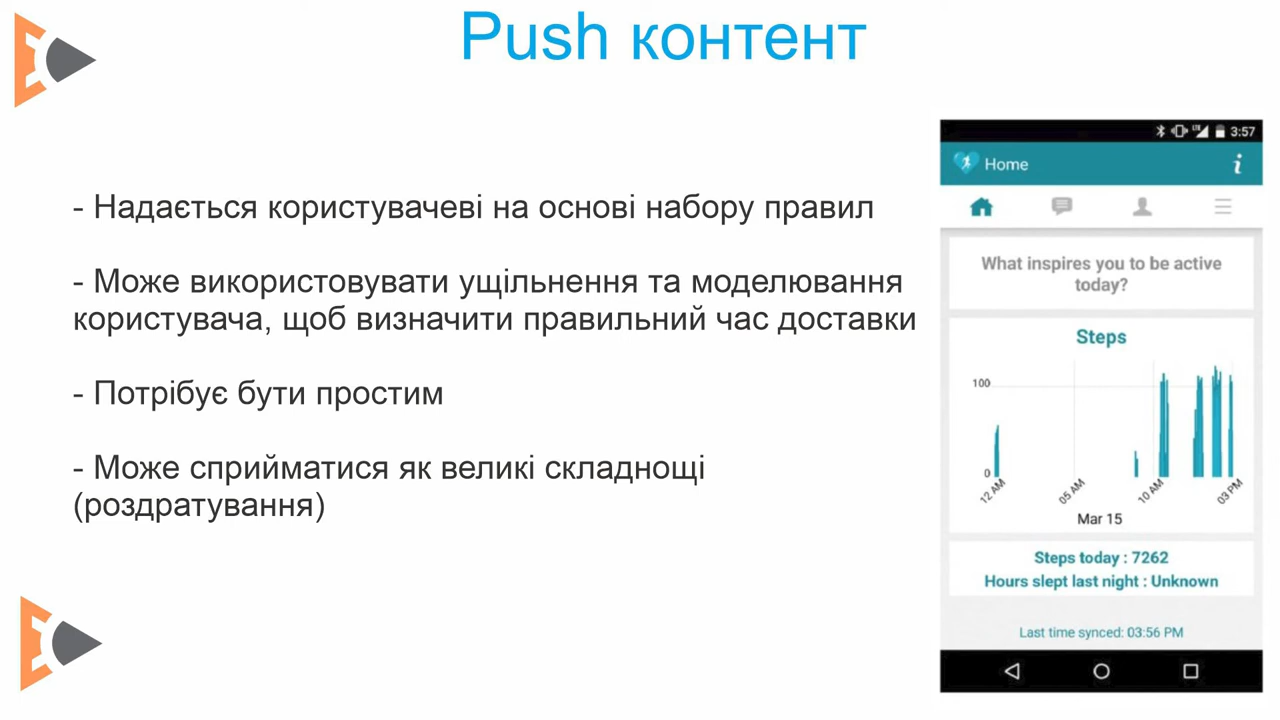 Push контент
- Надається користувачеві на основі набору правил
- Може використовувати ущільнення та моделювання
користувача, щоб визначити правильний час доставки
- Потрібує бути простим
- Може сприйматися як великі складнощі
(роздратування)
LTE 3:57
Home i
What inspires you to be active
today?
Steps
100
0
12 AM 05 AM 10 AM 03 PM
Mar 15
Steps today : 7262
Hours slept last night : Unknown
Last time synced: 03:56 PM